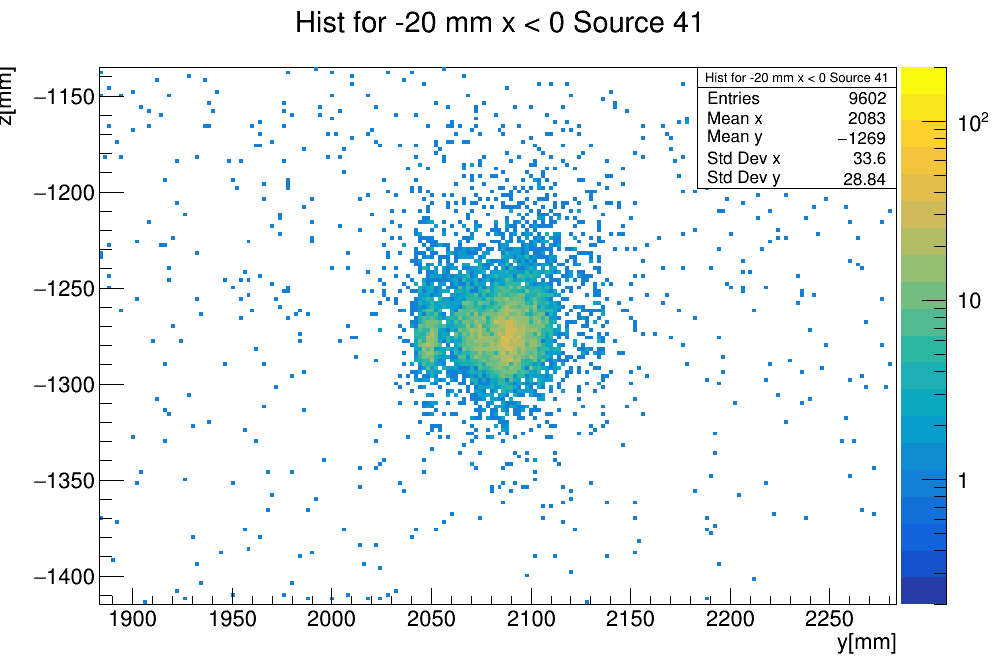 Hist for -20 mm x < 0 Source 41
z[mm]
Hist for -20 mm x < 0 Source 41
Entries 9602
Mean x 2083
Mean y −1269
Std Dev x 33.6
Std Dev y 28.84
−1150
−1200
−1250
−1300
−1350
−1400
10²
10
1
1900 1950 2000 2050 2100 2150 2200 2250
y[mm]